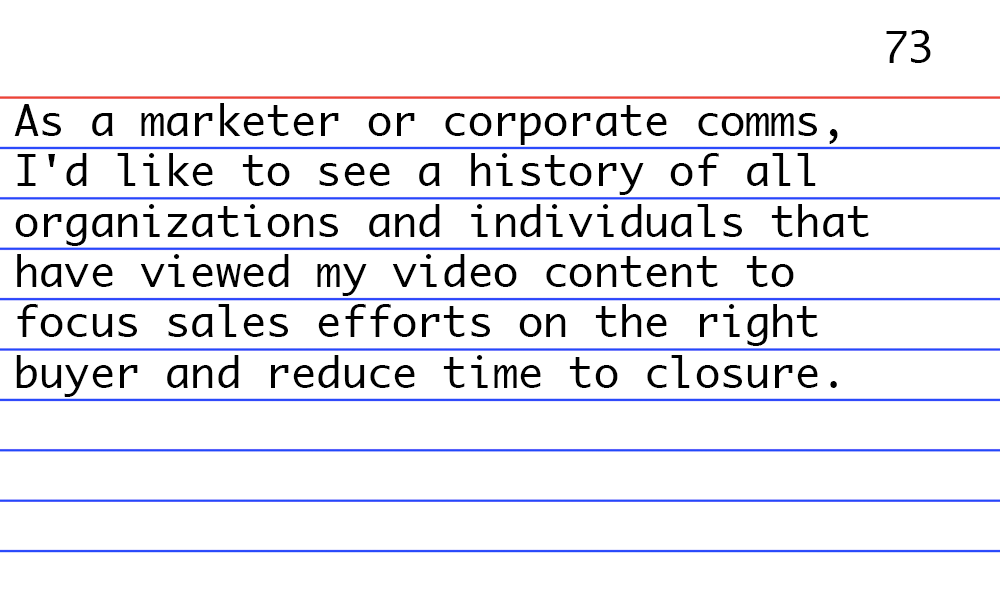 73
As a marketer or corporate comms,
I'd like to see a history of all
organizations and individuals that
have viewed my video content to
focus sales efforts on the right
buyer and reduce time to closure.